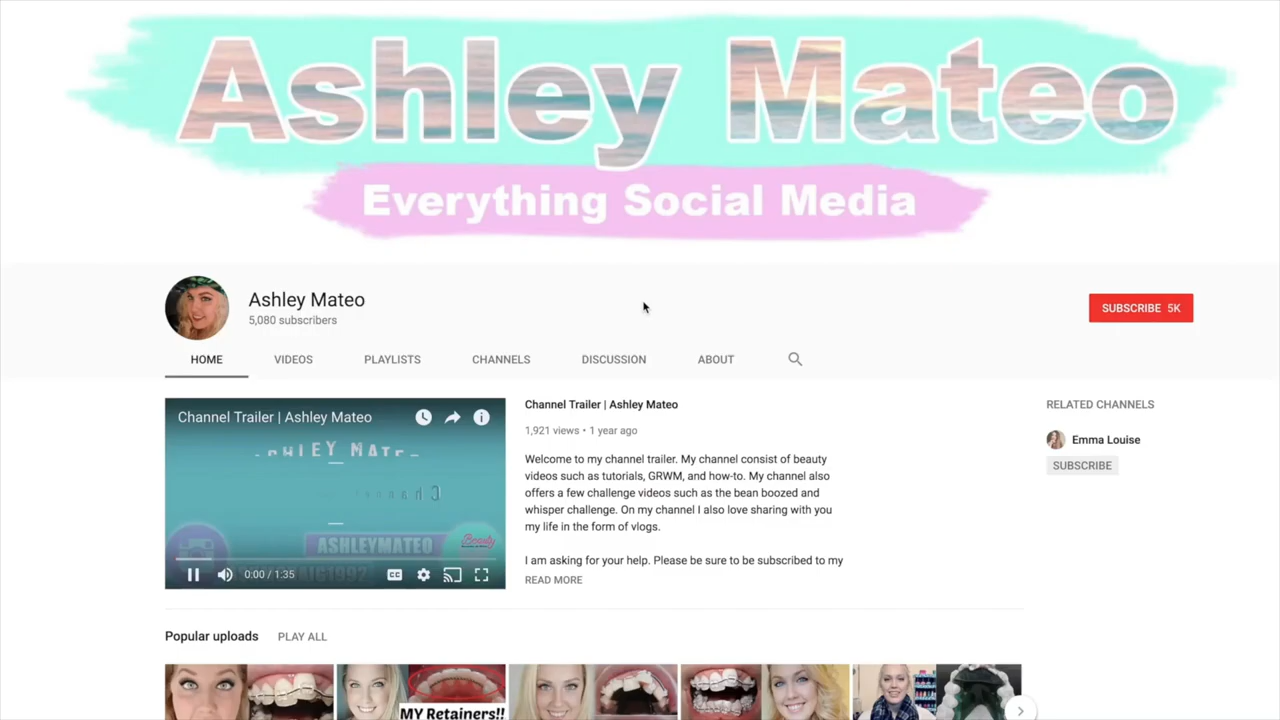 Ashley Mateo
Everything Social Media
Ashley Mateo
5,080 subscribers
SUBSCRIBE 5K
HOME
VIDEOS
PLAYLISTS
CHANNELS
DISCUSSION
ABOUT
Channel Trailer | Ashley Mateo
ASHLEYMATEO
Beauty
0:00 / 1:35
CC
Channel Trailer | Ashley Mateo
1,921 views • 1 year ago
Welcome to my channel trailer. My channel consist of beauty
videos such as tutorials, GRWM, and how-to. My channel also
offers a few challenge videos such as the bean boozed and
whisper challenge. On my channel I also love sharing with you
my life in the form of vlogs.
I am asking for your help. Please be sure to be subscribed to my
READ MORE
RELATED CHANNELS
Emma Louise
SUBSCRIBE
Popular uploads
PLAY ALL
MY Retainers!!